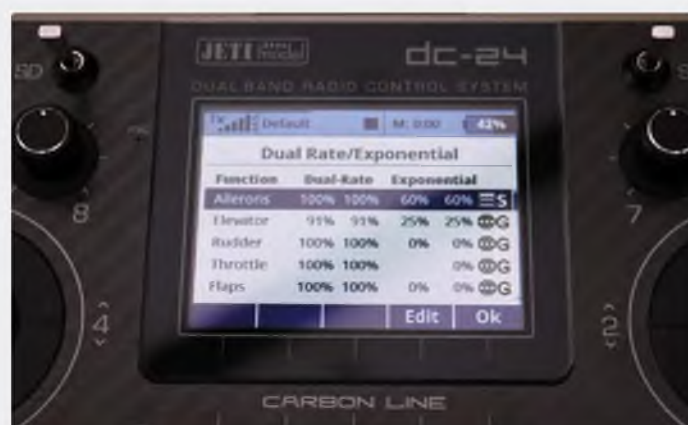 JETI model dc-24
DUAL BAND RADIO CONTROL SYSTEM
Tx Default M: 0:00 42%
Dual Rate/Exponential
Function Dual-Rate Exponential
Ailerons 100% 100% 60% 60% S
Elevator 91% 91% 25% 25% G
Rudder 100% 100% 0% 0% G
Throttle 100% 100% 0% G
Flaps 100% 100% 0% 0% G
Edit Ok
SD
8
7
4
2
CARBON LINE